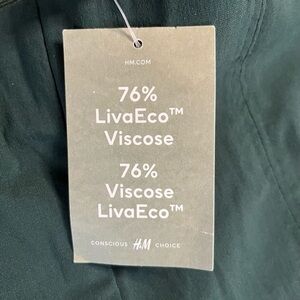 HM.COM
76%
LivaEco™
Viscose
76%
Viscose
LivaEco™
CONSCIOUS H&M CHOICE